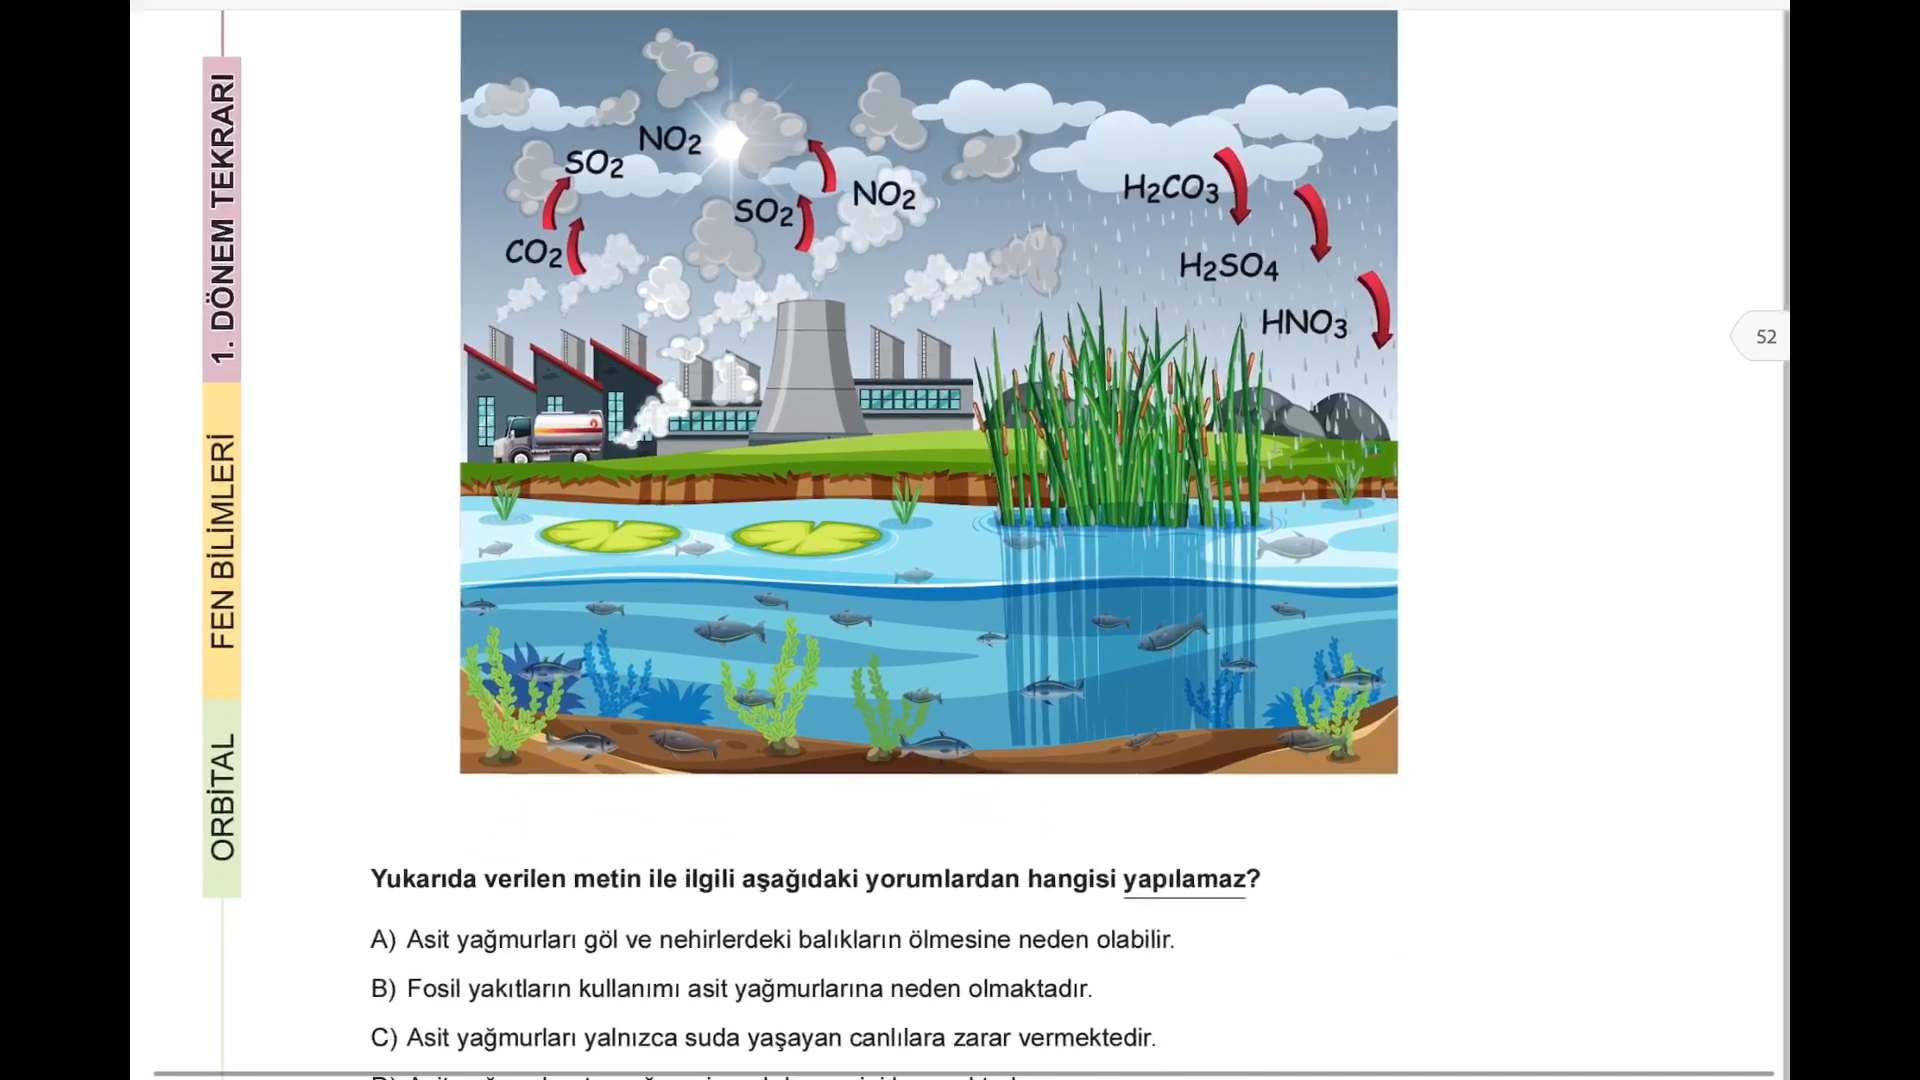 1. DÖNEM TEKRARI
FEN BİLİMLERİ
ORBİTAL
NO2
SO2
CO2
SO2
NO2
H2CO3
H2SO4
HNO3
52
Yukarıda verilen metin ile ilgili aşağıdaki yorumlardan hangisi yapılamaz?
A) Asit yağmurları göl ve nehirlerdeki balıkların ölmesine neden olabilir.
B) Fosil yakıtların kullanımı asit yağmurlarına neden olmaktadır.
C) Asit yağmurları yalnızca suda yaşayan canlılara zarar vermektedir.